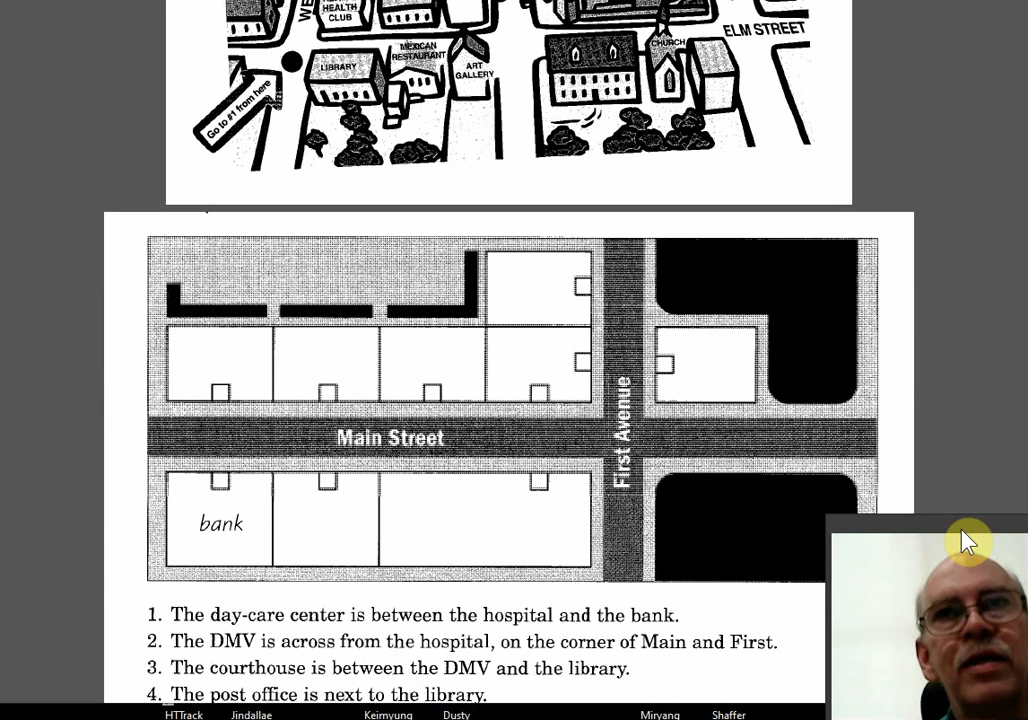 WE
HEALTH
CLUB
ELM STREET
MEXICAN
RESTAURANT
CHURCH
LIBRARY
ART
GALLERY
Go to #1 from here
Main Street
First Avenue
bank
1. The day-care center is between the hospital and the bank.
2. The DMV is across from the hospital, on the corner of Main and First.
3. The courthouse is between the DMV and the library.
4. The post office is next to the library.
HTTrack Jindallae Keimyung Dusty Miryang Shaffer